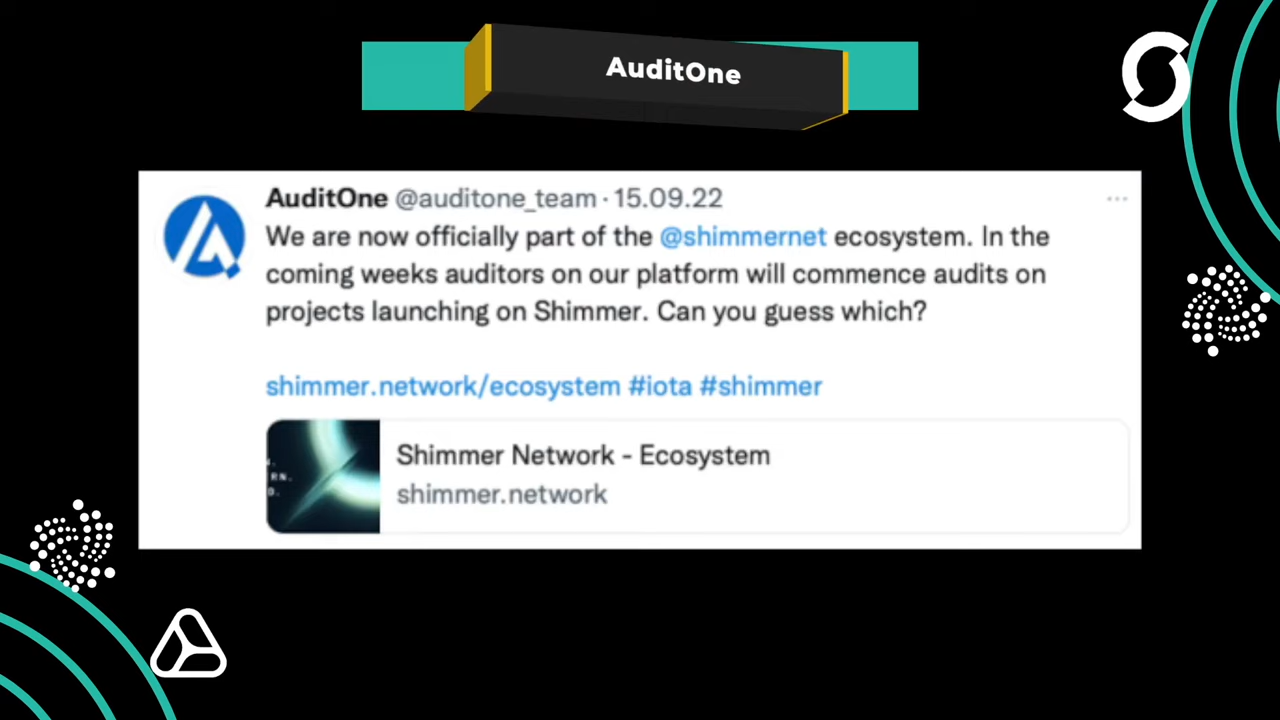 AuditOne
AuditOne @auditone_team · 15.09.22
We are now officially part of the @shimmernet ecosystem. In the
coming weeks auditors on our platform will commence audits on
projects launching on Shimmer. Can you guess which?
shimmer.network/ecosystem #iota #shimmer
RN.
D.
Shimmer Network - Ecosystem
shimmer.network